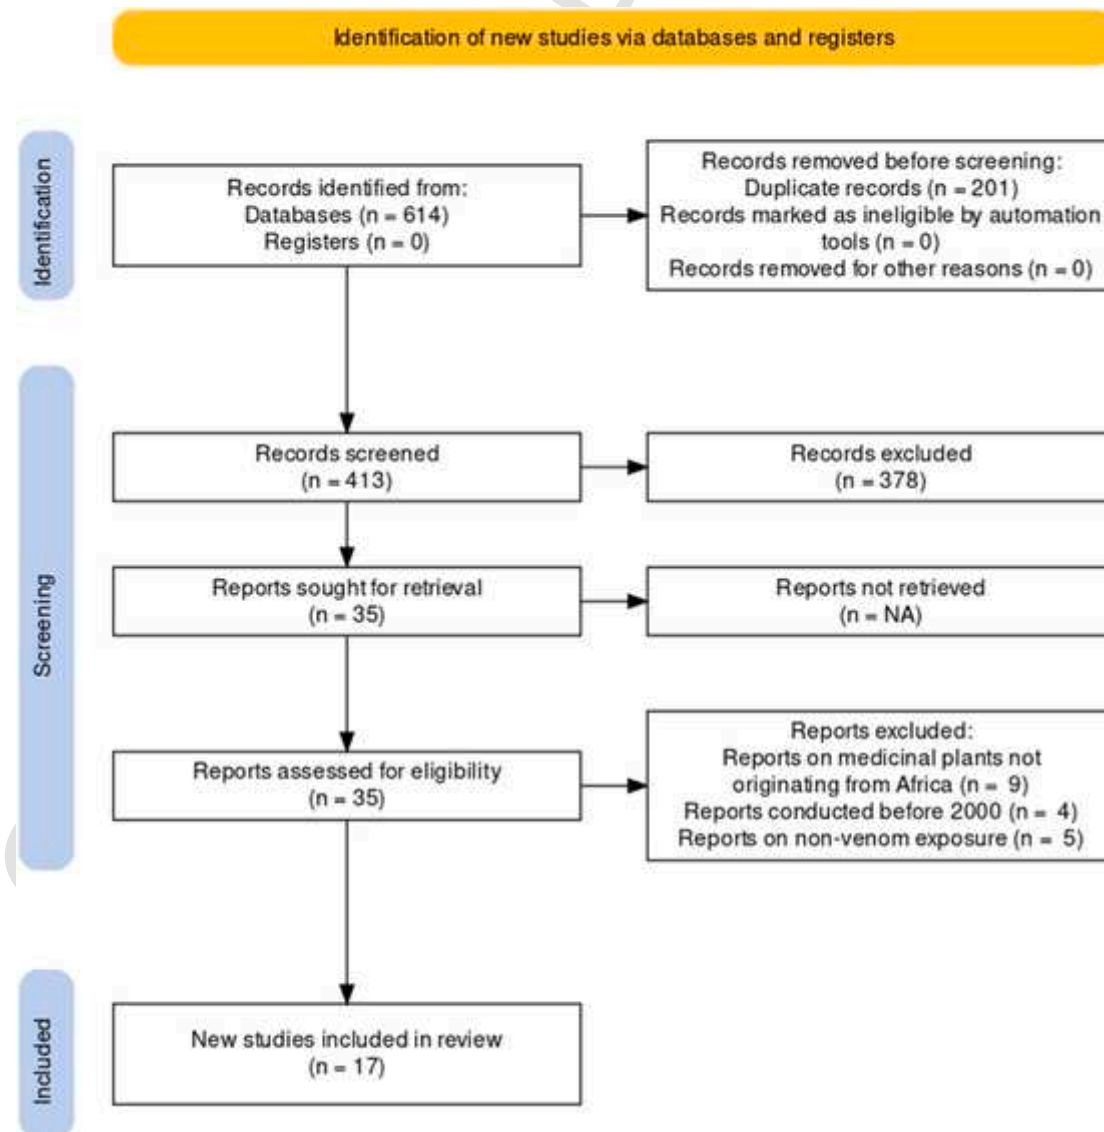 Identification of new studies via databases and registers
Identification
Records identified from:
Databases (n = 614)
Registers (n = 0)
Records removed before screening:
Duplicate records (n = 201)
Records marked as ineligible by automation
tools (n = 0)
Records removed for other reasons (n = 0)
Screening
Records screened
(n = 413)
Records excluded
(n = 378)
Reports sought for retrieval
(n = 35)
Reports not retrieved
(n = NA)
Reports assessed for eligibility
(n = 35)
Reports excluded:
Reports on medicinal plants not
originating from Africa (n = 9)
Reports conducted before 2000 (n = 4)
Reports on non-venom exposure (n = 5)
Included
New studies included in review
(n = 17)